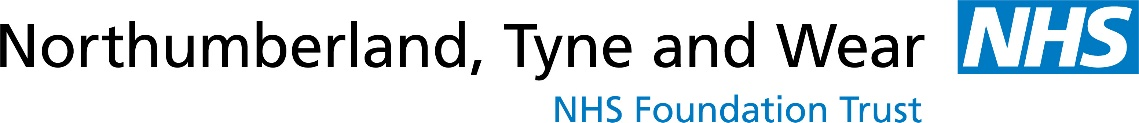 Northumberland, Tyne and Wear NHS
NHS Foundation Trust